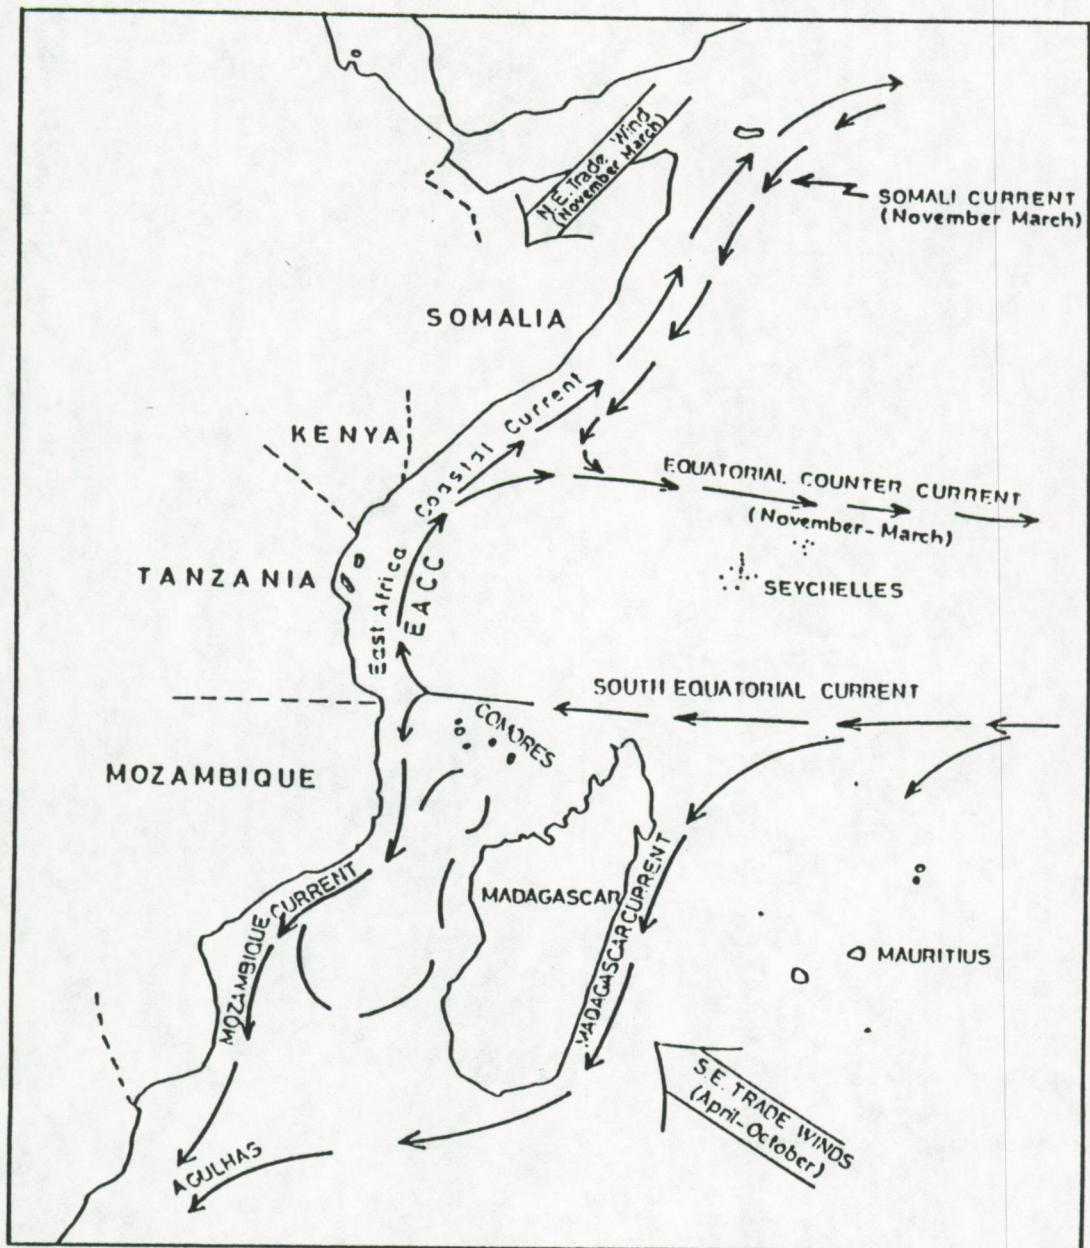 N.E. Trade Wind
(November March)
SOMALI CURRENT
(November March)
SOMALIA
KENYA
East Africa Coastal Current
EACC
EQUATORIAL COUNTER CURRENT
(November-March)
TANZANIA
SEYCHELLES
SOUTH EQUATORIAL CURRENT
COMORES
MOZAMBIQUE
MADAGASCAR
MADAGASCAR CURRENT
MOZAMBIQUE CURRENT
MAURITIUS
S.E. TRADE WINDS
(April-October)
AGULHAS